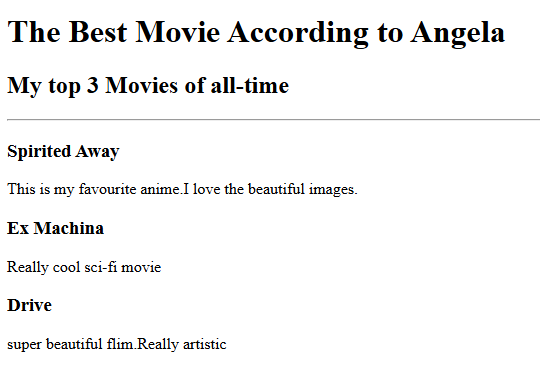 The Best Movie According to Angela
My top 3 Movies of all-time
Spirited Away
This is my favourite anime.I love the beautiful images.
Ex Machina
Really cool sci-fi movie
Drive
super beautiful flim.Really artistic